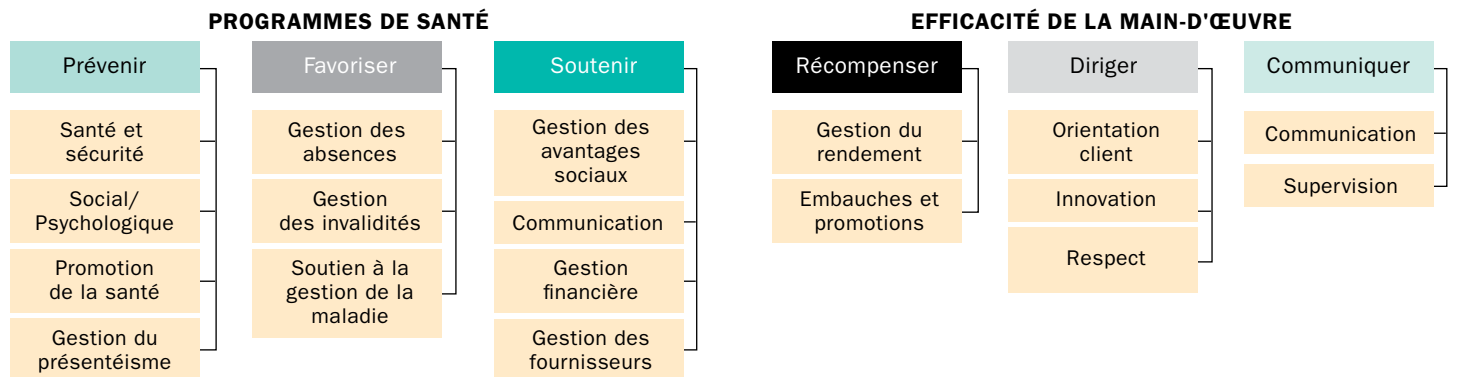 PROGRAMMES DE SANTÉ
Prévenir
Santé et
sécurité
Social/
Psychologique
Promotion
de la santé
Gestion du
présentéisme
Favoriser
Gestion des
absences
Gestion
des invalidités
Soutien à la
gestion de la
maladie
Soutenir
Gestion des
avantages
sociaux
Communication
Gestion
financière
Gestion des
fournisseurs
EFFICACITÉ DE LA MAIN-D'ŒUVRE
Récompenser
Gestion du
rendement
Embauches et
promotions
Diriger
Orientation
client
Innovation
Respect
Communiquer
Communication
Supervision